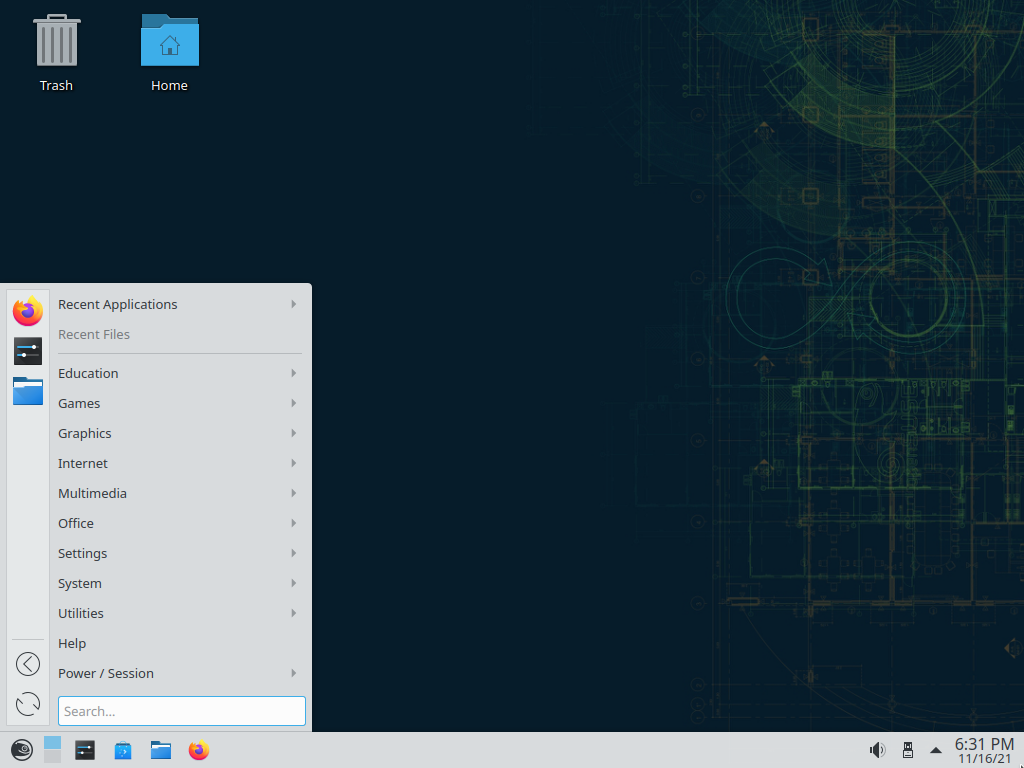 Trash
Home
Recent Applications
Recent Files
Education
Games
Graphics
Internet
Multimedia
Office
Settings
System
Utilities
Help
Power / Session
Search...
6:31 PM
11/16/21